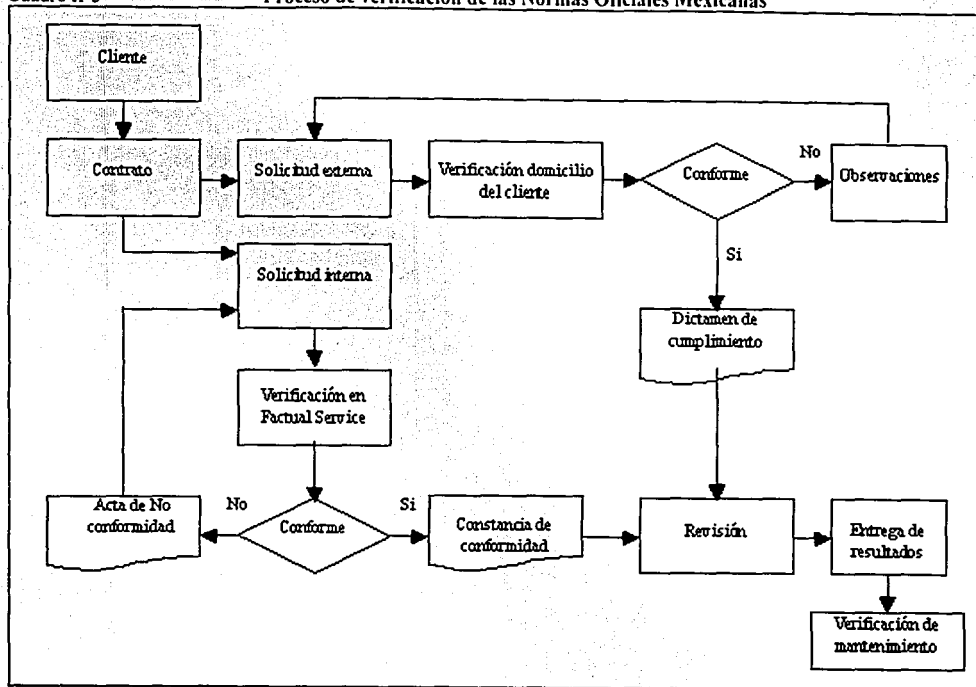 Proceso de verificación de las Normas Oficiales Mexicanas
Cliente
Contrato
Solicitud externa
Verificación domicilio
del cliente
Conforme
No
Observaciones
Si
Solicitud interna
Dictamen de
cumplimiento
Verificación en
Factual Service
Acta de No
conformidad
No
Conforme
Si
Constancia de
conformidad
Revisión
Entrega de
resultados
Verificación de
mantenimiento